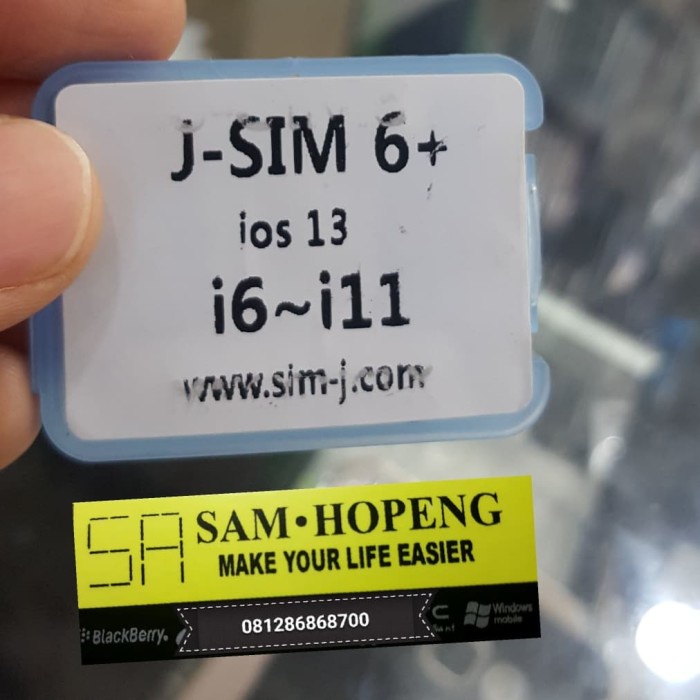 J-SIM 6+
ios 13
i6~i11
www.sim-j.com
SA SAM•HOPENG
MAKE YOUR LIFE EASIER
BlackBerry. 081286868700 Windows mobile